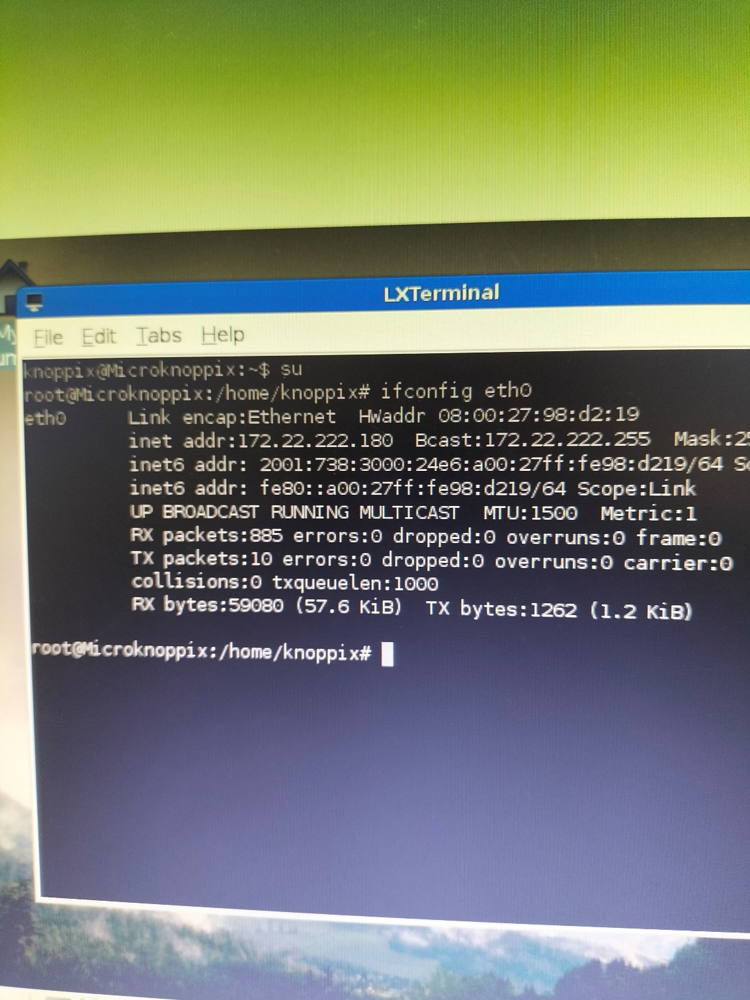 LXTerminal
File Edit Tabs Help
knoppix@Microknoppix:~$ su
root@Microknoppix:/home/knoppix# ifconfig eth0
eth0 Link encap:Ethernet HWaddr 08:00:27:98:d2:19
inet addr:172.22.222.180 Bcast:172.22.222.255 Mask:25
inet6 addr: 2001:738:3000:24e6:a00:27ff:fe98:d219/64 Sc
inet6 addr: fe80::a00:27ff:fe98:d219/64 Scope:Link
UP BROADCAST RUNNING MULTICAST MTU:1500 Metric:1
RX packets:885 errors:0 dropped:0 overruns:0 frame:0
TX packets:10 errors:0 dropped:0 overruns:0 carrier:0
collisions:0 txqueuelen:1000
RX bytes:59080 (57.6 KiB) TX bytes:1262 (1.2 KiB)
root@Microknoppix:/home/knoppix#